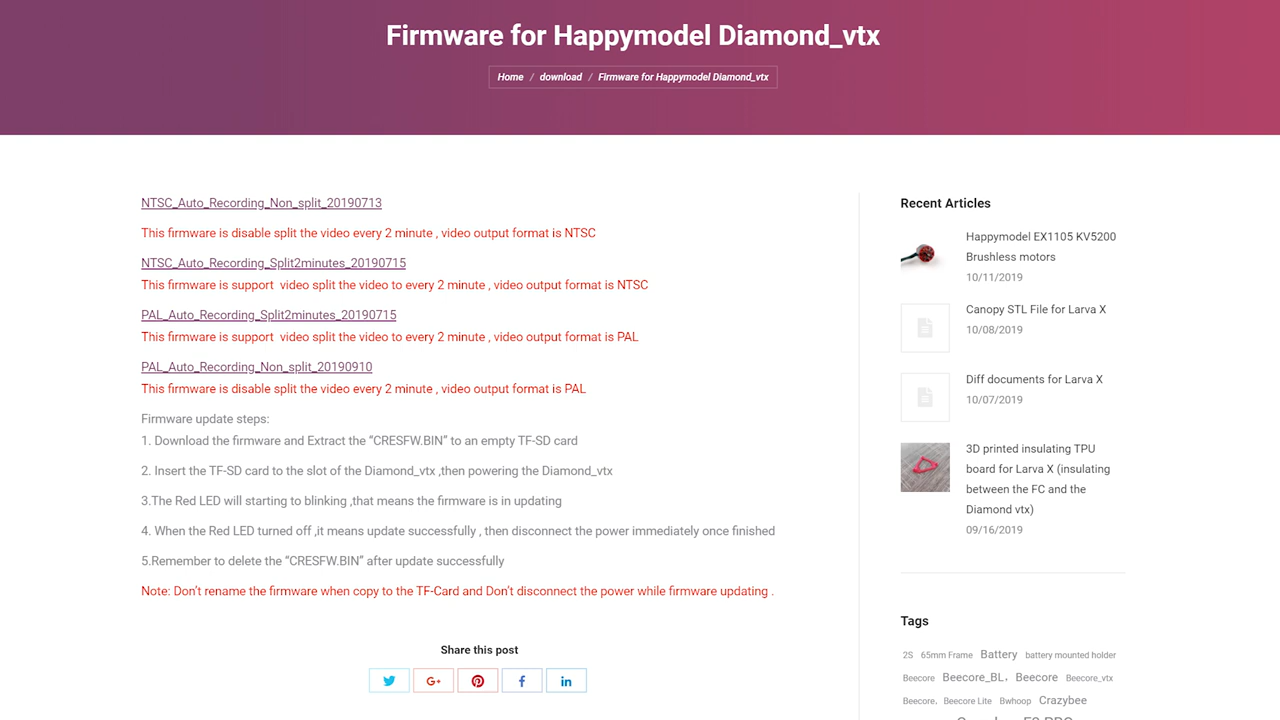 Firmware for Happymodel Diamond_vtx
Home / download / Firmware for Happymodel Diamond_vtx
NTSC_Auto_Recording_Non_split_20190713
This firmware is disable split the video every 2 minute , video output format is NTSC
NTSC_Auto_Recording_Split2minutes_20190715
This firmware is support  video split the video to every 2 minute , video output format is NTSC
PAL_Auto_Recording_Split2minutes_20190715
This firmware is support  video split the video to every 2 minute , video output format is PAL
PAL_Auto_Recording_Non_split_20190910
This firmware is disable split the video every 2 minute , video output format is PAL
Firmware update steps:
1. Download the firmware and Extract the “CRESFW.BIN” to an empty TF-SD card
2. Insert the TF-SD card to the slot of the Diamond_vtx ,then powering the Diamond_vtx
3.The Red LED will starting to blinking ,that means the firmware is in updating
4. When the Red LED turned off ,it means update successfully , then disconnect the power immediately once finished
5.Remember to delete the “CRESFW.BIN” after update successfully
Note: Don’t rename the firmware when copy to the TF-Card and Don’t disconnect the power while firmware updating .
Share this post
G+
f
in
Recent Articles
Happymodel EX1105 KV5200
Brushless motors
10/11/2019
Canopy STL File for Larva X
10/08/2019
Diff documents for Larva X
10/07/2019
3D printed insulating TPU
board for Larva X (insulating
between the FC and the
Diamond vtx)
09/16/2019
Tags
2S 65mm Frame Battery battery mounted holder
Beecore Beecore_BL， Beecore Beecore_vtx
Beecore， Beecore Lite Bwhoop Crazybee